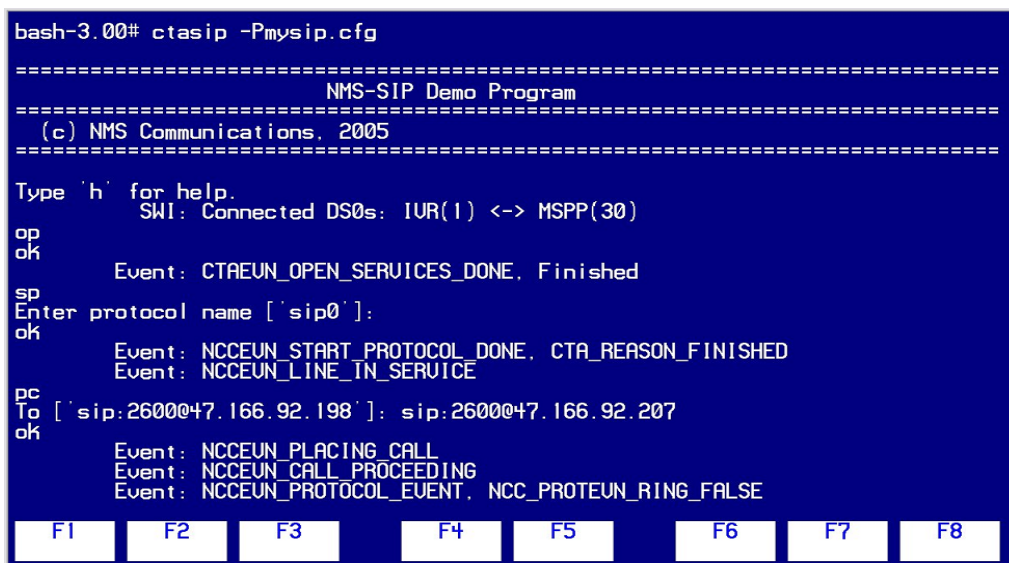 bash-3.00# ctasip -Pmysip.cfg
===============================================================================
NMS-SIP Demo Program
===============================================================================
(c) NMS Communications, 2005
===============================================================================
Type 'h' for help.
SWI: Connected DS0s: IVR(1) <-> MSPP(30)
op
ok
Event: CTAEVN_OPEN_SERVICES_DONE, Finished
sp
Enter protocol name ['sip0']:
ok
Event: NCCEVN_START_PROTOCOL_DONE, CTA_REASON_FINISHED
Event: NCCEVN_LINE_IN_SERVICE
pc
To ['sip:2600@47.166.92.198']: sip:2600@47.166.92.207
ok
Event: NCCEVN_PLACING_CALL
Event: NCCEVN_CALL_PROCEEDING
Event: NCCEVN_PROTOCOL_EVENT, NCC_PROTEVN_RING_FALSE
F1 F2 F3 F4 F5 F6 F7 F8